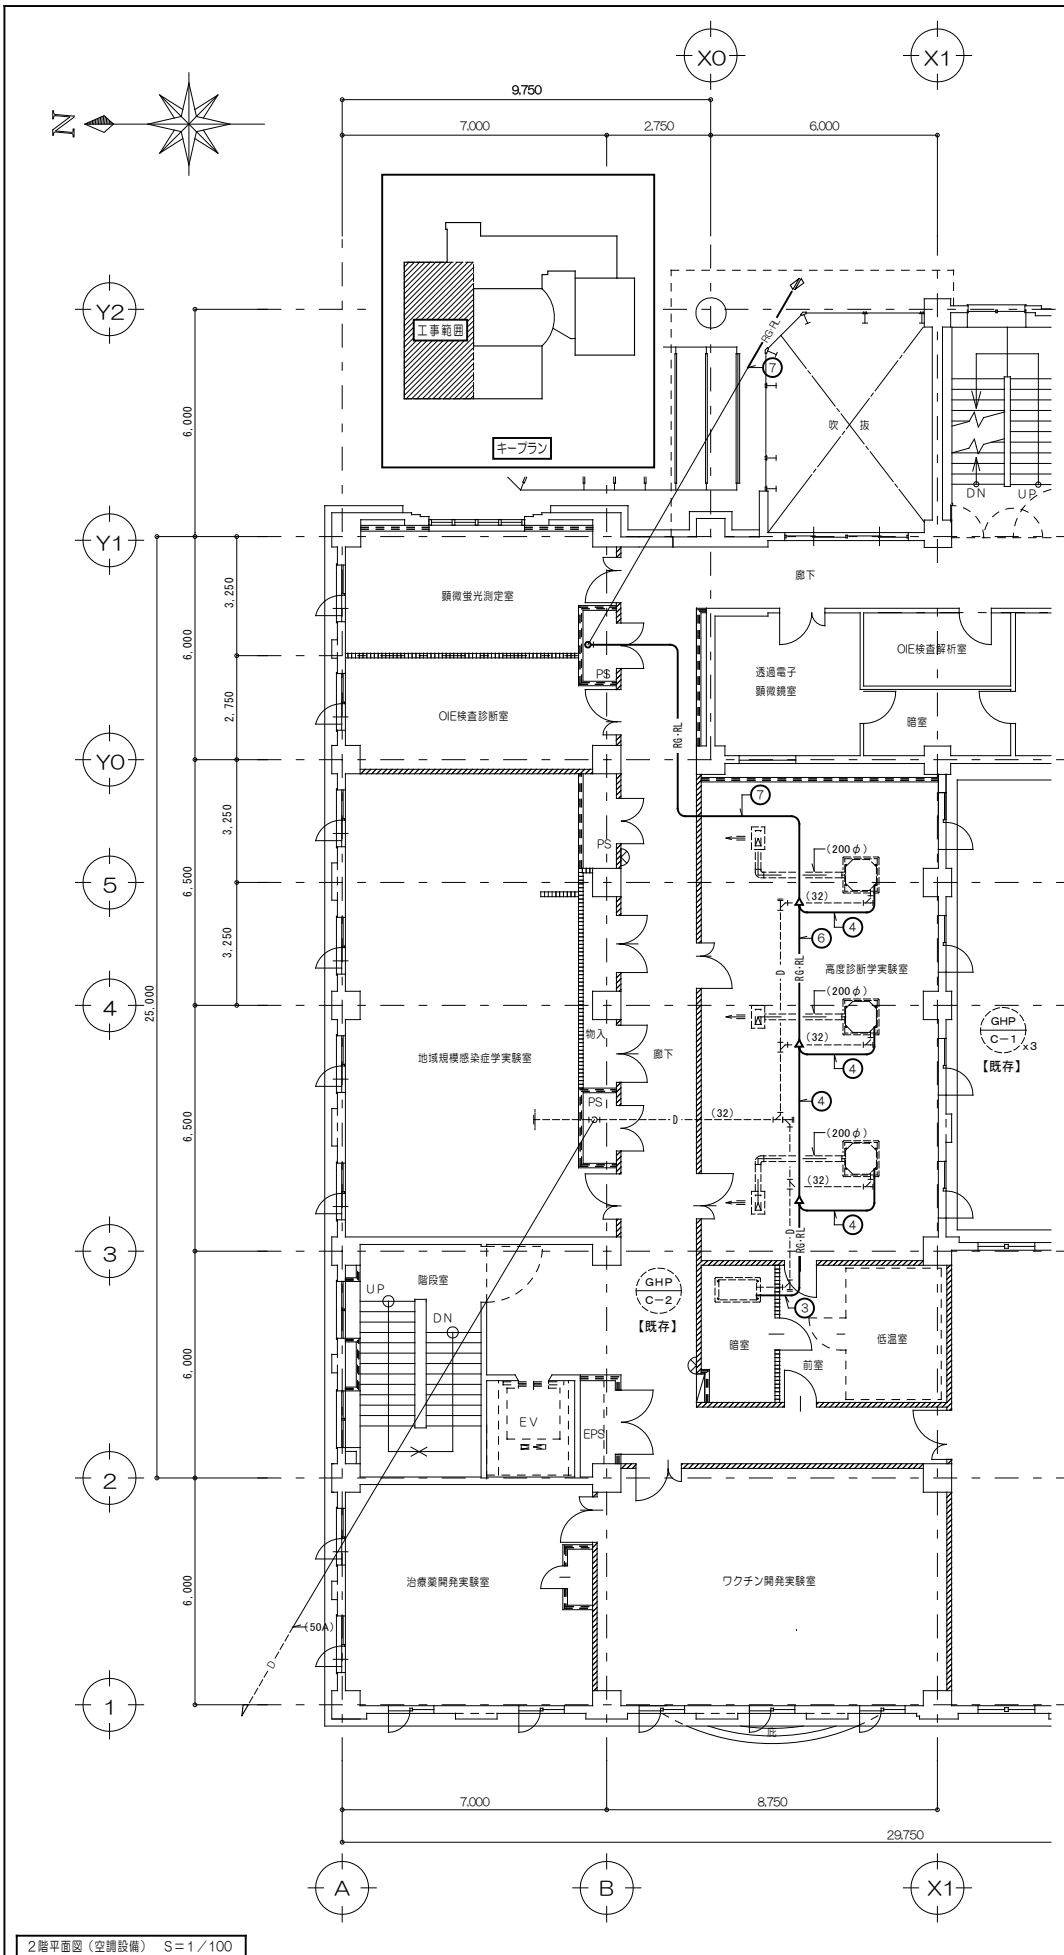 X0
X1
9.750
N
7.000
2.750
6.000
Y2
工事範囲
RG·RL
7
キープラン
吹 抜
6,000
DN
UP
Y1
廊下
3,250
顕微蛍光測定室
6,000
OIE検査解析室
透過電子
顕微鏡室
PS
2,750
OIE検査診断室
暗室
RG·RL
Y0
7
3,250
PS
(200φ)
5
6,500
(32)
4
6
D
RG·RL
高度診断学実験室
3,250
(200φ)
4
25,000
GHP
C-1
x3
【既存】
物入
(32)
廊下
地域規模感染症学実験室
4
PS
4
D
(32)
6,500
(200φ)
(32)
4
D
RG·RL
3
階段室
UP
GHP
C-2
【既存】
3
DN
低温室
暗室
前室
6,000
EV
EPS
2
治療薬開発実験室
ワクチン開発実験室
6,000
(50A)
D
1
庇
7.000
8.750
29.750
A
B
X1
2階平面図（空調設備） S=1/100